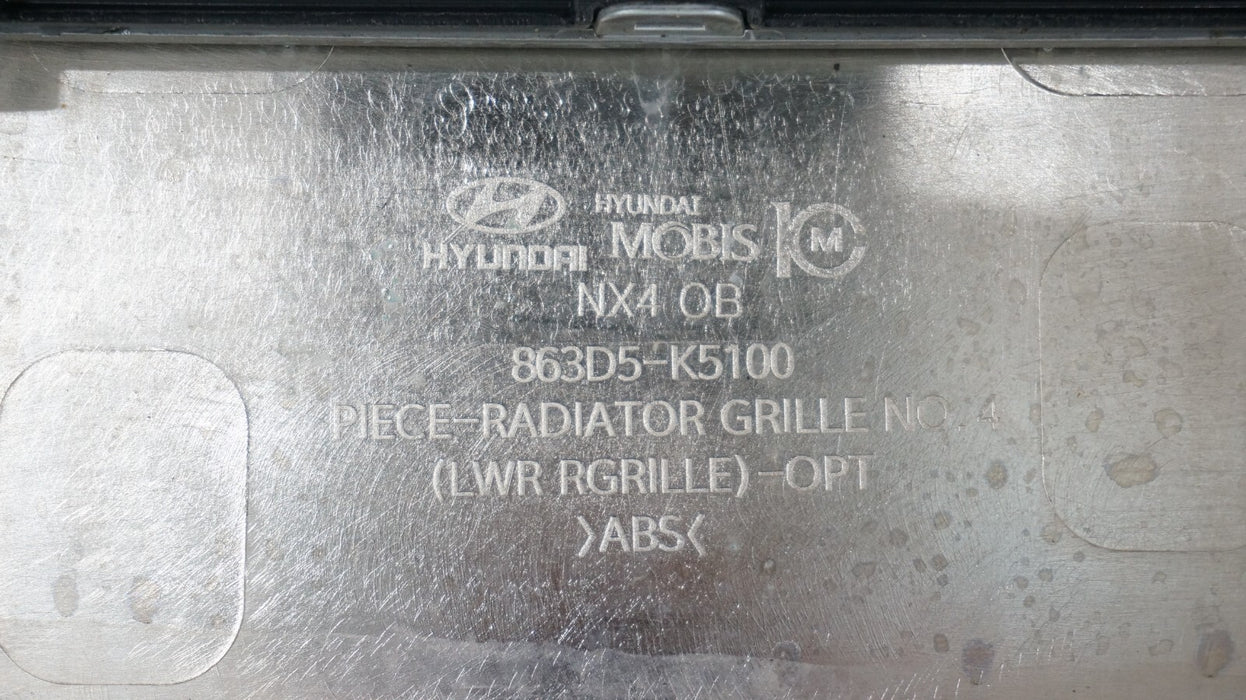 HYUNDAI
HYUNDAI
MOBIS
M
NX4 OB
863D5-K5100
PIECE-RADIATOR GRILLE NO. 4
(LWR RGRILLE)-OPT
>ABS<